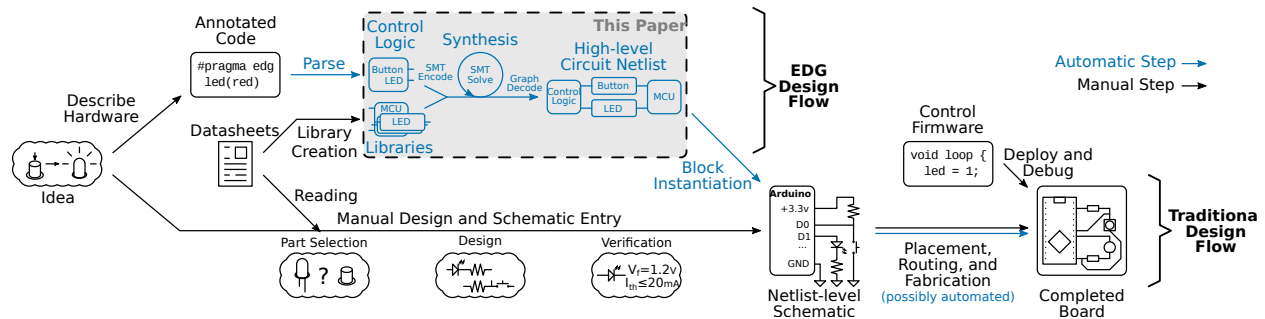 Annotated
Code
#pragma edg
led(red)
Parse
Describe
Hardware
Idea
Datasheets
Library
Creation
Reading
This Paper
Control
Logic
Button
LED
MCU
LED
Libraries
Synthesis
SMT
Encode
SMT
Solve
Graph
Decode
High-level
Circuit Netlist
Control
Logic
Button
LED
MCU
EDG
Design
Flow
Automatic Step
Manual Step
Block
Instantiation
Manual Design and Schematic Entry
Part Selection
?
Design
Verification
Vf=1.2v
Ith≤20mA
Arduino
+3.3v
D0
D1
...
GND
Netlist-level
Schematic
Control
Firmware
void loop {
led = 1;
Deploy and
Debug
Placement,
Routing, and
Fabrication
(possibly automated)
Completed
Board
Traditiona
Design
Flow